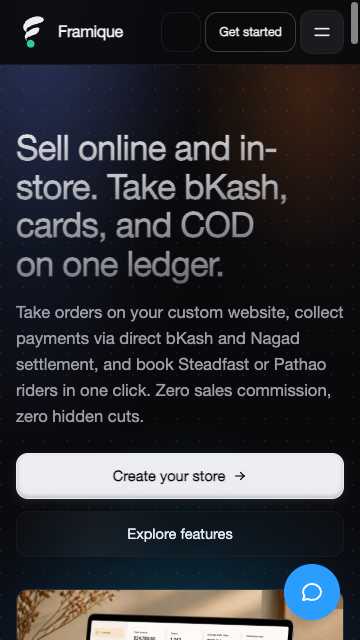 Framique
Get started
Sell online and in-
store. Take bKash,
cards, and COD
on one ledger.
Take orders on your custom website, collect
payments via direct bKash and Nagad
settlement, and book Steadfast or Pathao
riders in one click. Zero sales commission,
zero hidden cuts.
Create your store →
Explore features